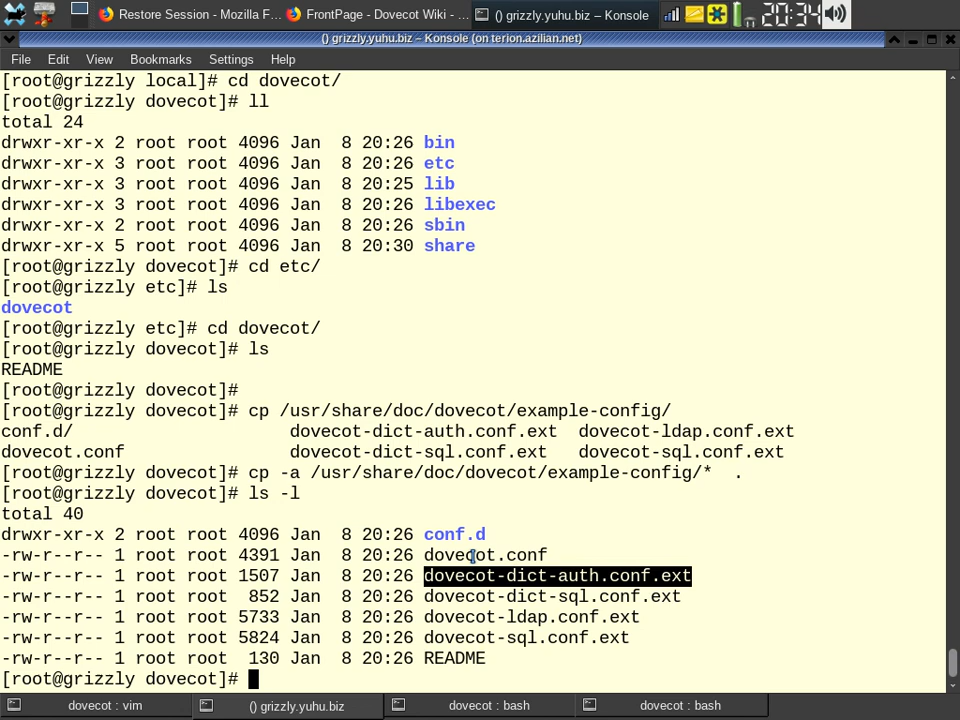 Restore Session - Mozilla F...
FrontPage - Dovecot Wiki - ...
() grizzly.yuhu.biz – Konsole
20:34
() grizzly.yuhu.biz – Konsole (on terion.azilian.net)
File Edit View Bookmarks Settings Help
[root@grizzly local]# cd dovecot/
[root@grizzly dovecot]# ll
total 24
drwxr-xr-x 2 root root 4096 Jan  8 20:26 bin
drwxr-xr-x 3 root root 4096 Jan  8 20:26 etc
drwxr-xr-x 3 root root 4096 Jan  8 20:25 lib
drwxr-xr-x 3 root root 4096 Jan  8 20:26 libexec
drwxr-xr-x 2 root root 4096 Jan  8 20:26 sbin
drwxr-xr-x 5 root root 4096 Jan  8 20:30 share
[root@grizzly dovecot]# cd etc/
[root@grizzly etc]# ls
dovecot
[root@grizzly etc]# cd dovecot/
[root@grizzly dovecot]# ls
README
[root@grizzly dovecot]#
[root@grizzly dovecot]# cp /usr/share/doc/dovecot/example-config/
conf.d/                     dovecot-dict-auth.conf.ext  dovecot-ldap.conf.ext
dovecot.conf                dovecot-dict-sql.conf.ext   dovecot-sql.conf.ext
[root@grizzly dovecot]# cp -a /usr/share/doc/dovecot/example-config/*  .
[root@grizzly dovecot]# ls -l
total 40
drwxr-xr-x 2 root root 4096 Jan  8 20:26 conf.d
-rw-r--r-- 1 root root 4391 Jan  8 20:26 dovecot.conf
-rw-r--r-- 1 root root 1507 Jan  8 20:26 dovecot-dict-auth.conf.ext
-rw-r--r-- 1 root root  852 Jan  8 20:26 dovecot-dict-sql.conf.ext
-rw-r--r-- 1 root root 5733 Jan  8 20:26 dovecot-ldap.conf.ext
-rw-r--r-- 1 root root 5824 Jan  8 20:26 dovecot-sql.conf.ext
-rw-r--r-- 1 root root  130 Jan  8 20:26 README
[root@grizzly dovecot]#
dovecot : vim
() grizzly.yuhu.biz
dovecot : bash
dovecot : bash